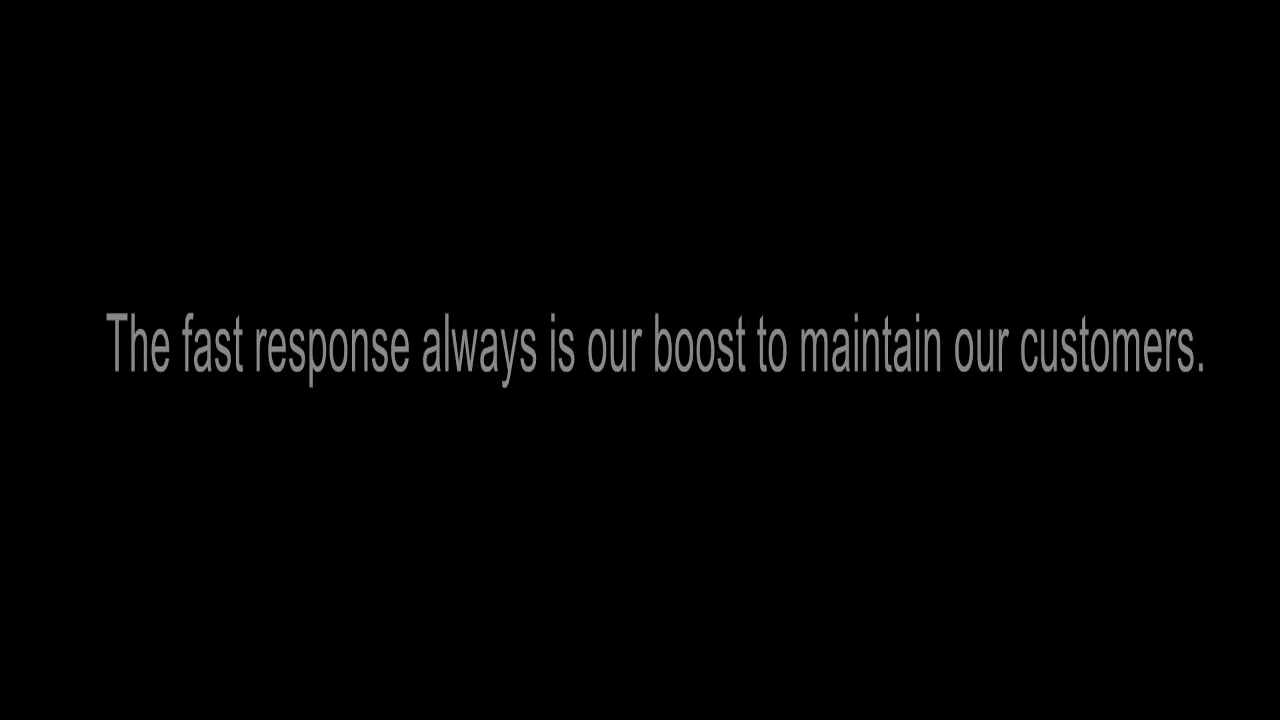 The fast response always is our boost to maintain our customers.